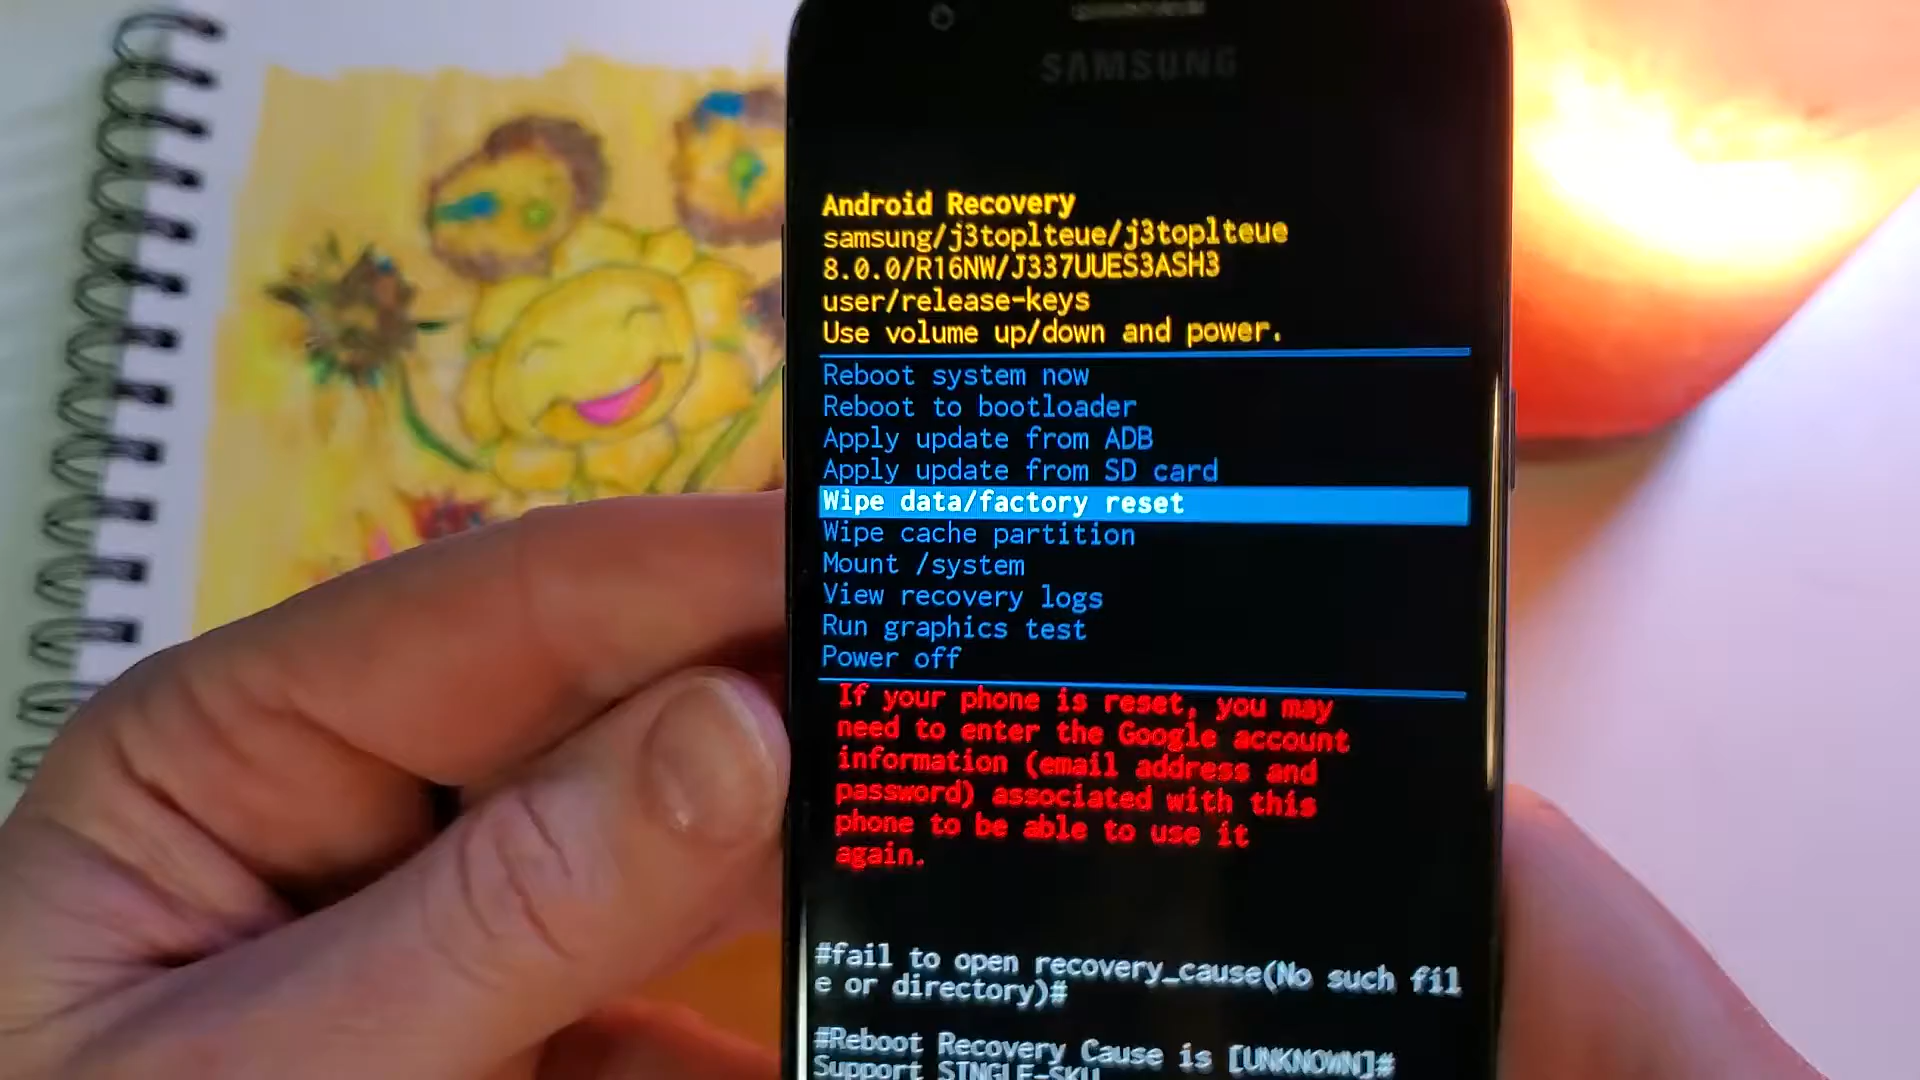 SAMSUNG
Android Recovery
samsung/j3toplteue/j3toplteue
8.0.0/R16NW/J337UUES3ASH3
user/release-keys
Use volume up/down and power.
Reboot system now
Reboot to bootloader
Apply update from ADB
Apply update from SD card
Wipe data/factory reset
Wipe cache partition
Mount /system
View recovery logs
Run graphics test
Power off
If your phone is reset, you may
need to enter the Google account
information (email address and
password) associated with this
phone to be able to use it
again.
#fail to open recovery_cause(No such fil
e or directory)#
#Reboot Recovery Cause is [UNKNOWN]#
Support SINGLE-SKU